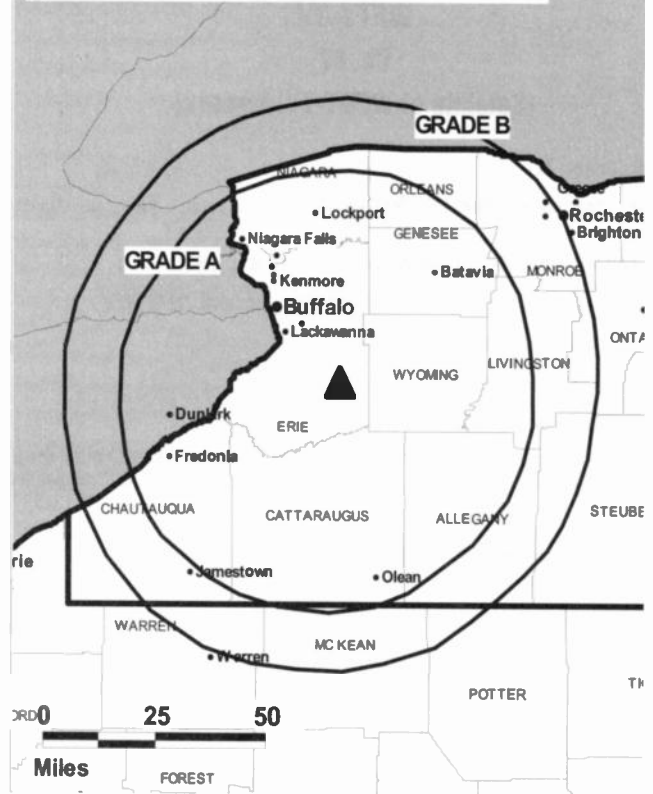 GRADE B
NIAGARA
ORLEANS
Greece
Lockport
Rocheste
Niagara Falls
GENESEE
Brighton
GRADE A
Batavia
MONROE
Kenmore
Buffalo
Lackawanna
ONTA
WYOMING
LIVINGSTON
Dunkirk
ERIE
Fredonia
CHAUTAUQUA
CATTARAUGUS
ALLEGANY
STEUBE
rie
Jamestown
Olean
WARREN
MC KEAN
Warren
POTTER
ORD
0 25 50
Miles
FOREST